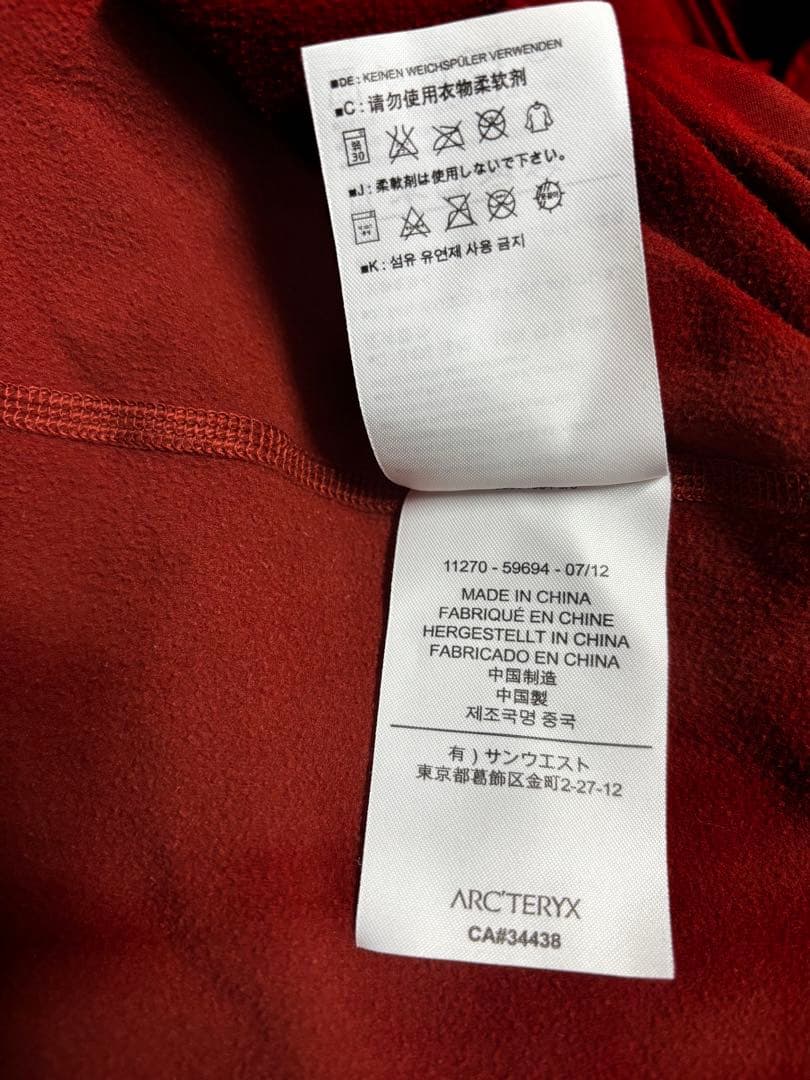 ■DE : KEINEN WEICHSPÜLER VERWENDEN
■C : 请勿使用衣物柔软剂
30
■J : 柔軟剤は使用しないで下さい。
■K : 섬유 유연제 사용 금지
11270 - 59694 - 07/12
MADE IN CHINA
FABRIQUÉ EN CHINE
HERGESTELLT IN CHINA
FABRICADO EN CHINA
中国制造
中国製
제조국명 중국
有 ) サンウエスト
東京都葛飾区金町2-27-12
ARC'TERYX
CA#34438